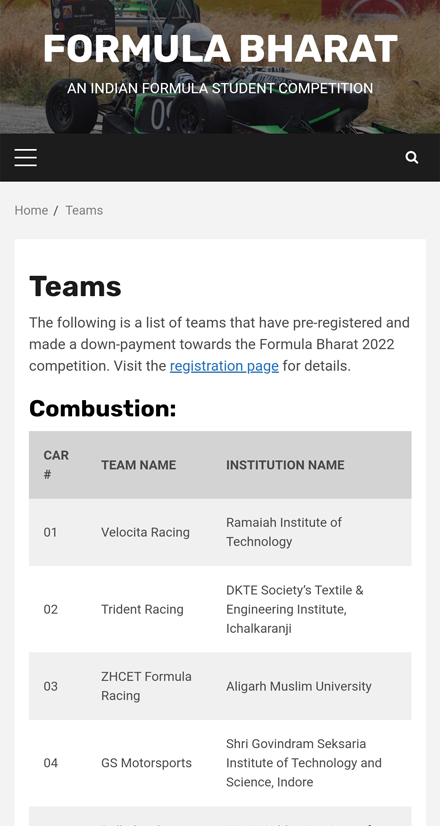 FORMULA BHARAT
AN INDIAN FORMULA STUDENT COMPETITION
Home / Teams
Teams
The following is a list of teams that have pre-registered and
made a down-payment towards the Formula Bharat 2022
competition. Visit the registration page for details.
Combustion:
CAR
#
TEAM NAME
INSTITUTION NAME
01
Velocita Racing
Ramaiah Institute of
Technology
02
Trident Racing
DKTE Society’s Textile &
Engineering Institute,
Ichalkaranji
03
ZHCET Formula
Racing
Aligarh Muslim University
04
GS Motorsports
Shri Govindram Seksaria
Institute of Technology and
Science, Indore